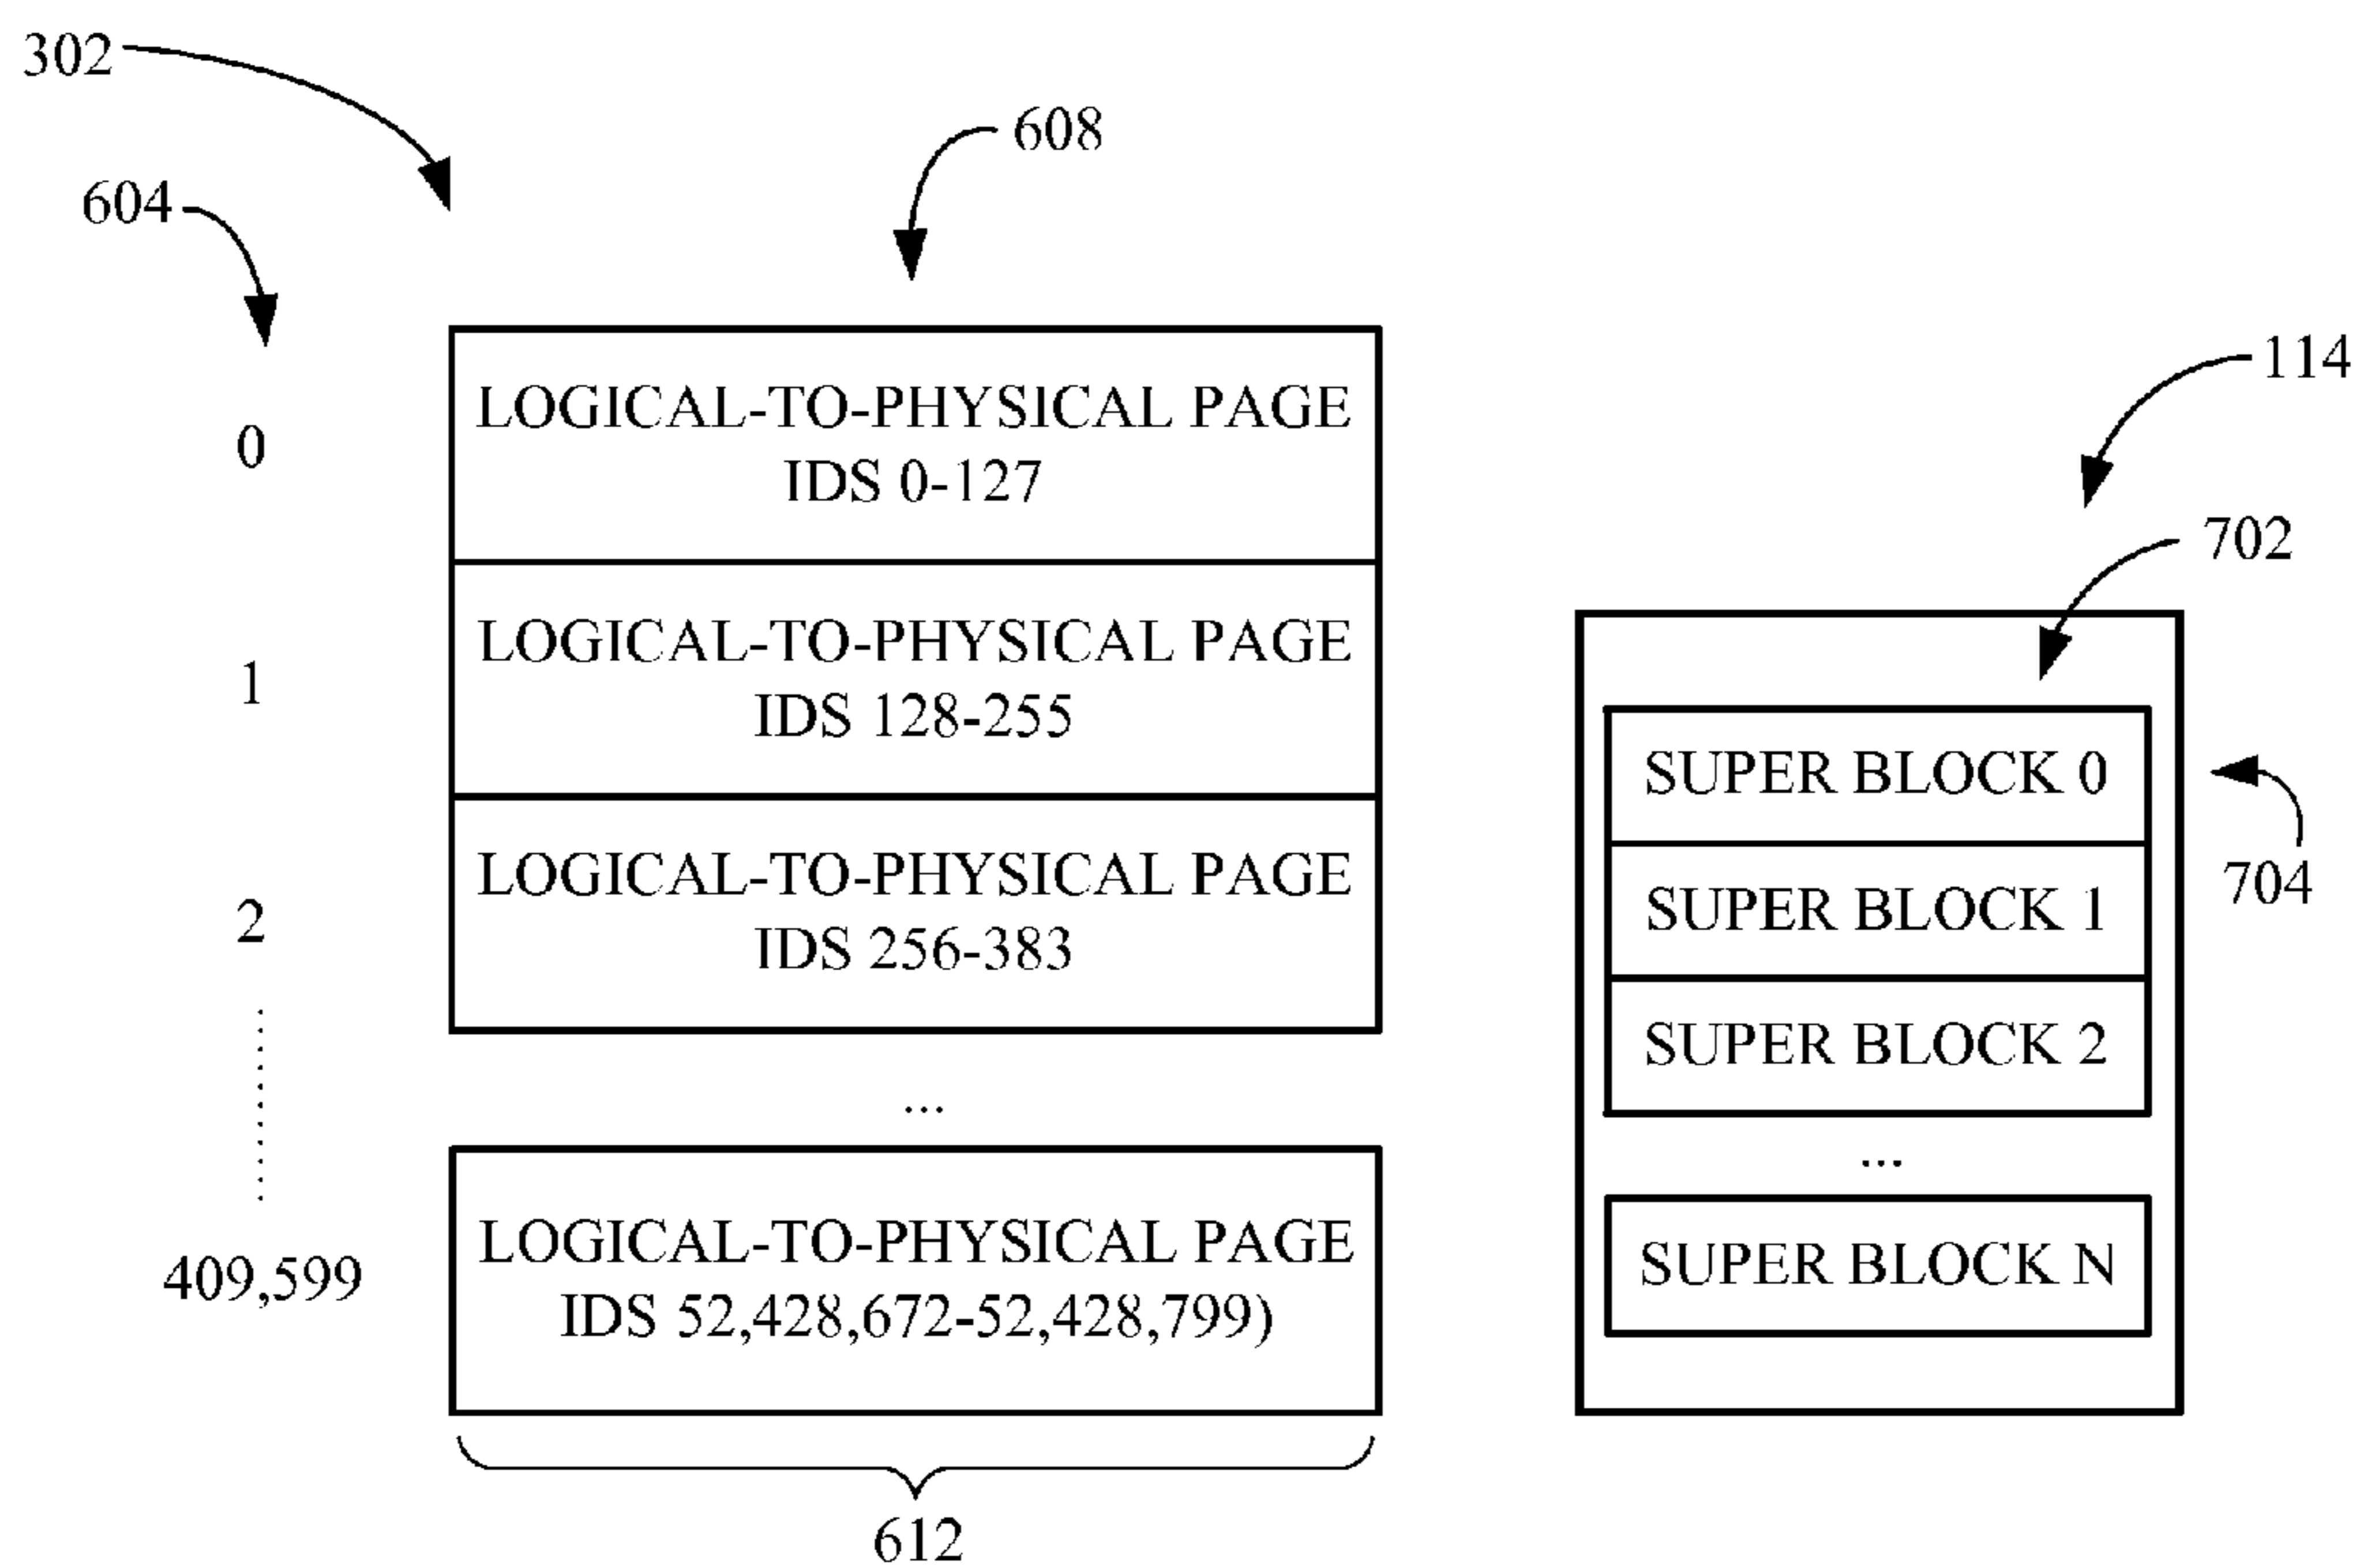 302
608
604
114
LOGICAL-TO-PHYSICAL PAGE
0
IDS 0-127
702
LOGICAL-TO-PHYSICAL PAGE
1
IDS 128-255
SUPER BLOCK 0
704
LOGICAL-TO-PHYSICAL PAGE
2
IDS 256-383
SUPER BLOCK 1
SUPER BLOCK 2
...
...
LOGICAL-TO-PHYSICAL PAGE
409,599
IDS 52,428,672-52,428,799)
SUPER BLOCK N
612